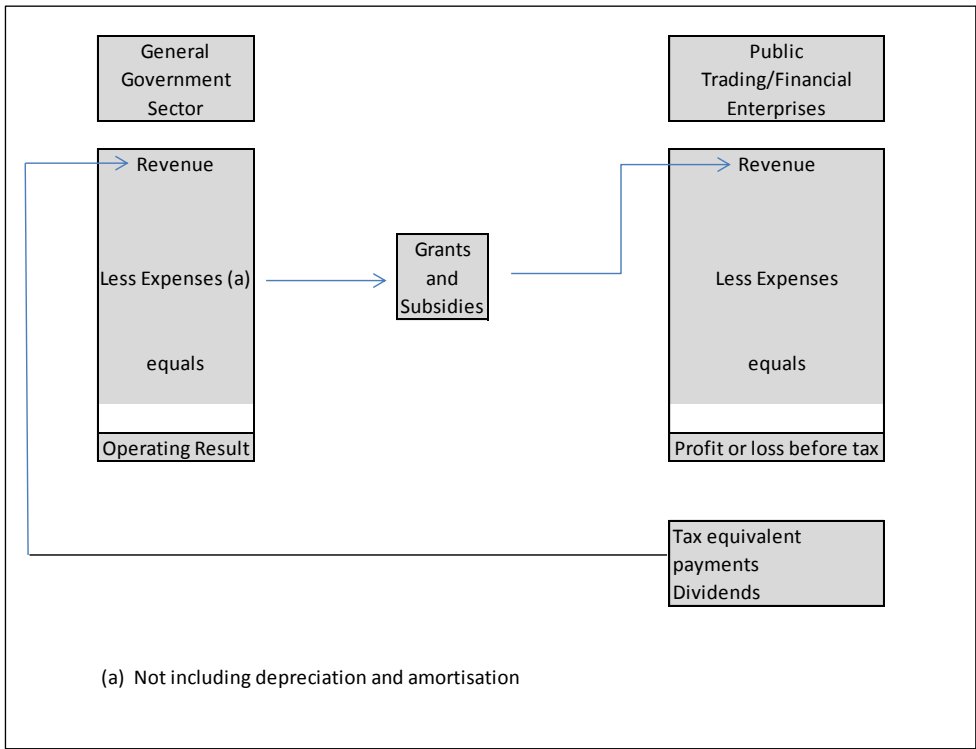 General
Government
Sector
Public
Trading/Financial
Enterprises
Revenue
Less Expenses (a)
equals
Operating Result
Grants
and
Subsidies
Revenue
Less Expenses
equals
Profit or loss before tax
Tax equivalent
payments
Dividends
(a) Not including depreciation and amortisation